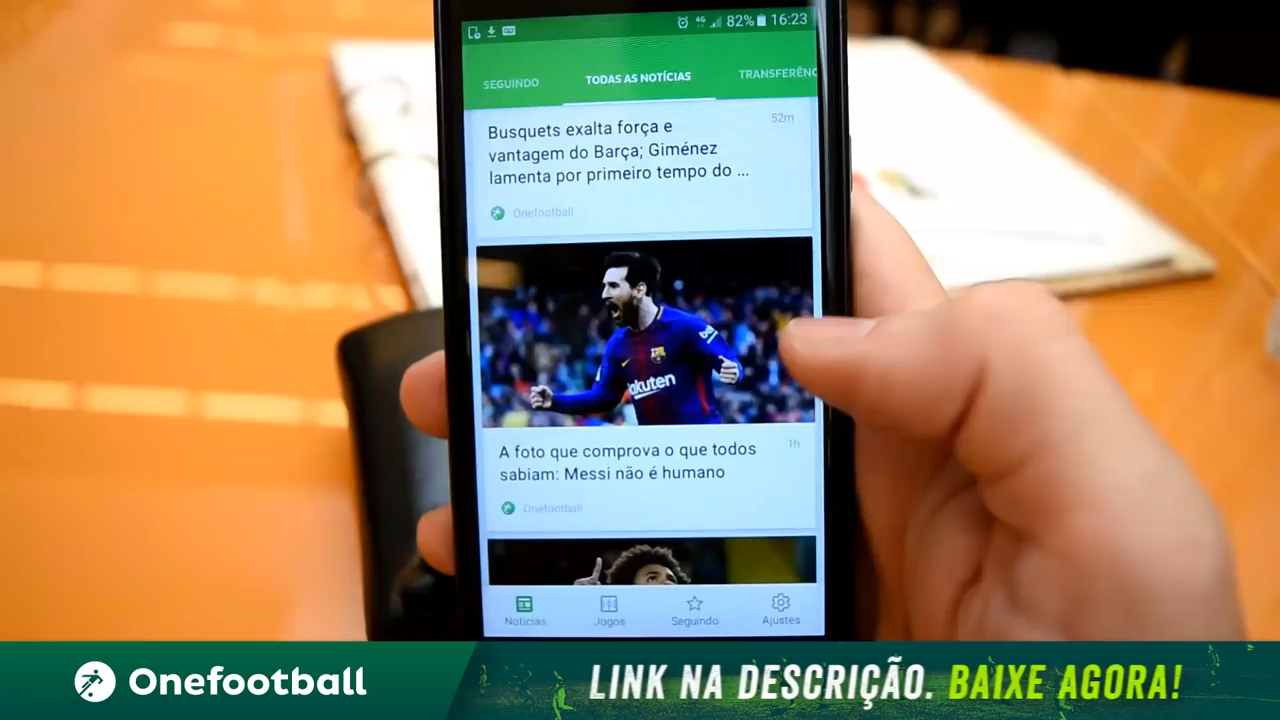 4G 82% 16:23
SEGUINDO TODAS AS NOTÍCIAS TRANSFERÊNC
Busquets exalta força e 52m
vantagem do Barça; Giménez
lamenta por primeiro tempo do ...
Onefootball
beko
Rakuten
A foto que comprova o que todos 1h
sabiam: Messi não é humano
Onefootball
Notícias Jogos Seguindo Ajustes
Onefootball LINK NA DESCRIÇÃO. BAIXE AGORA!